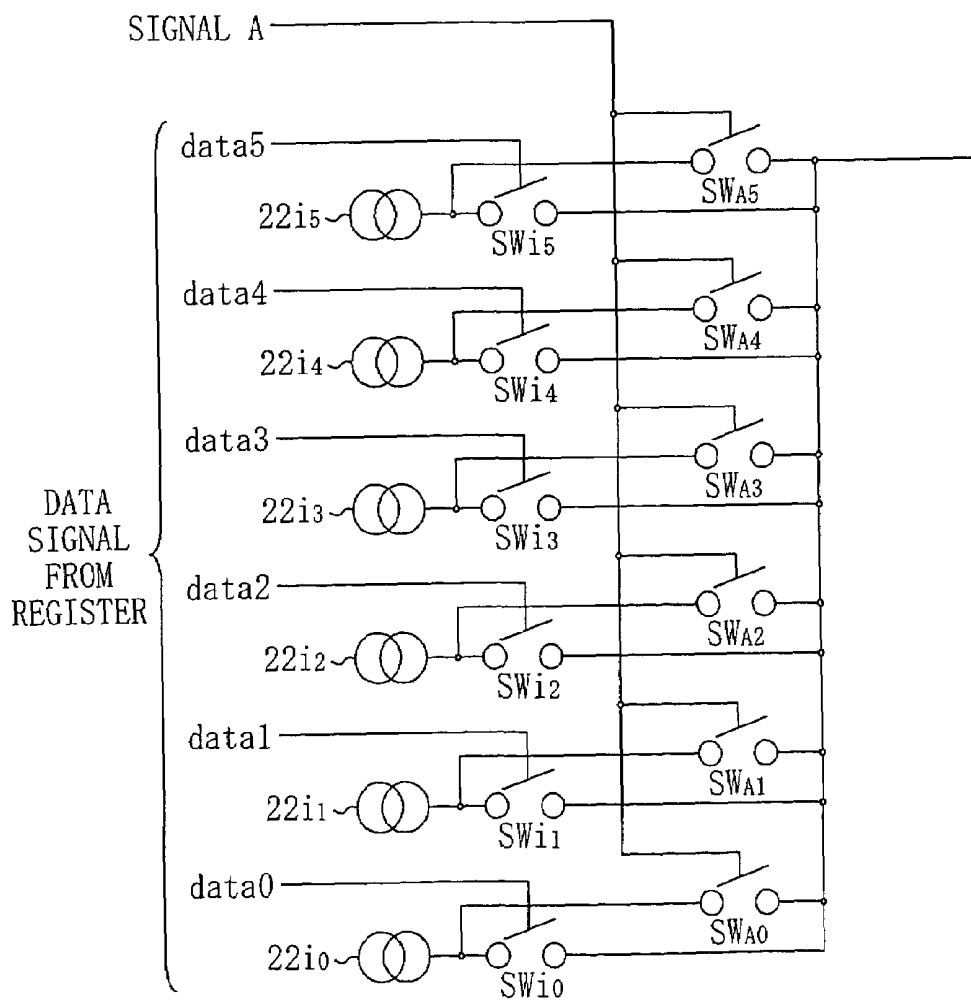 SIGNAL A
data5
SWA5
22i5
SWi5
data4
SWA4
22i4
SWi4
data3
SWA3
22i3
SWi3
DATA
SIGNAL
FROM
REGISTER
data2
SWA2
22i2
SWi2
data1
SWA1
22i1
SWi1
data0
SWA0
22i0
SWi0